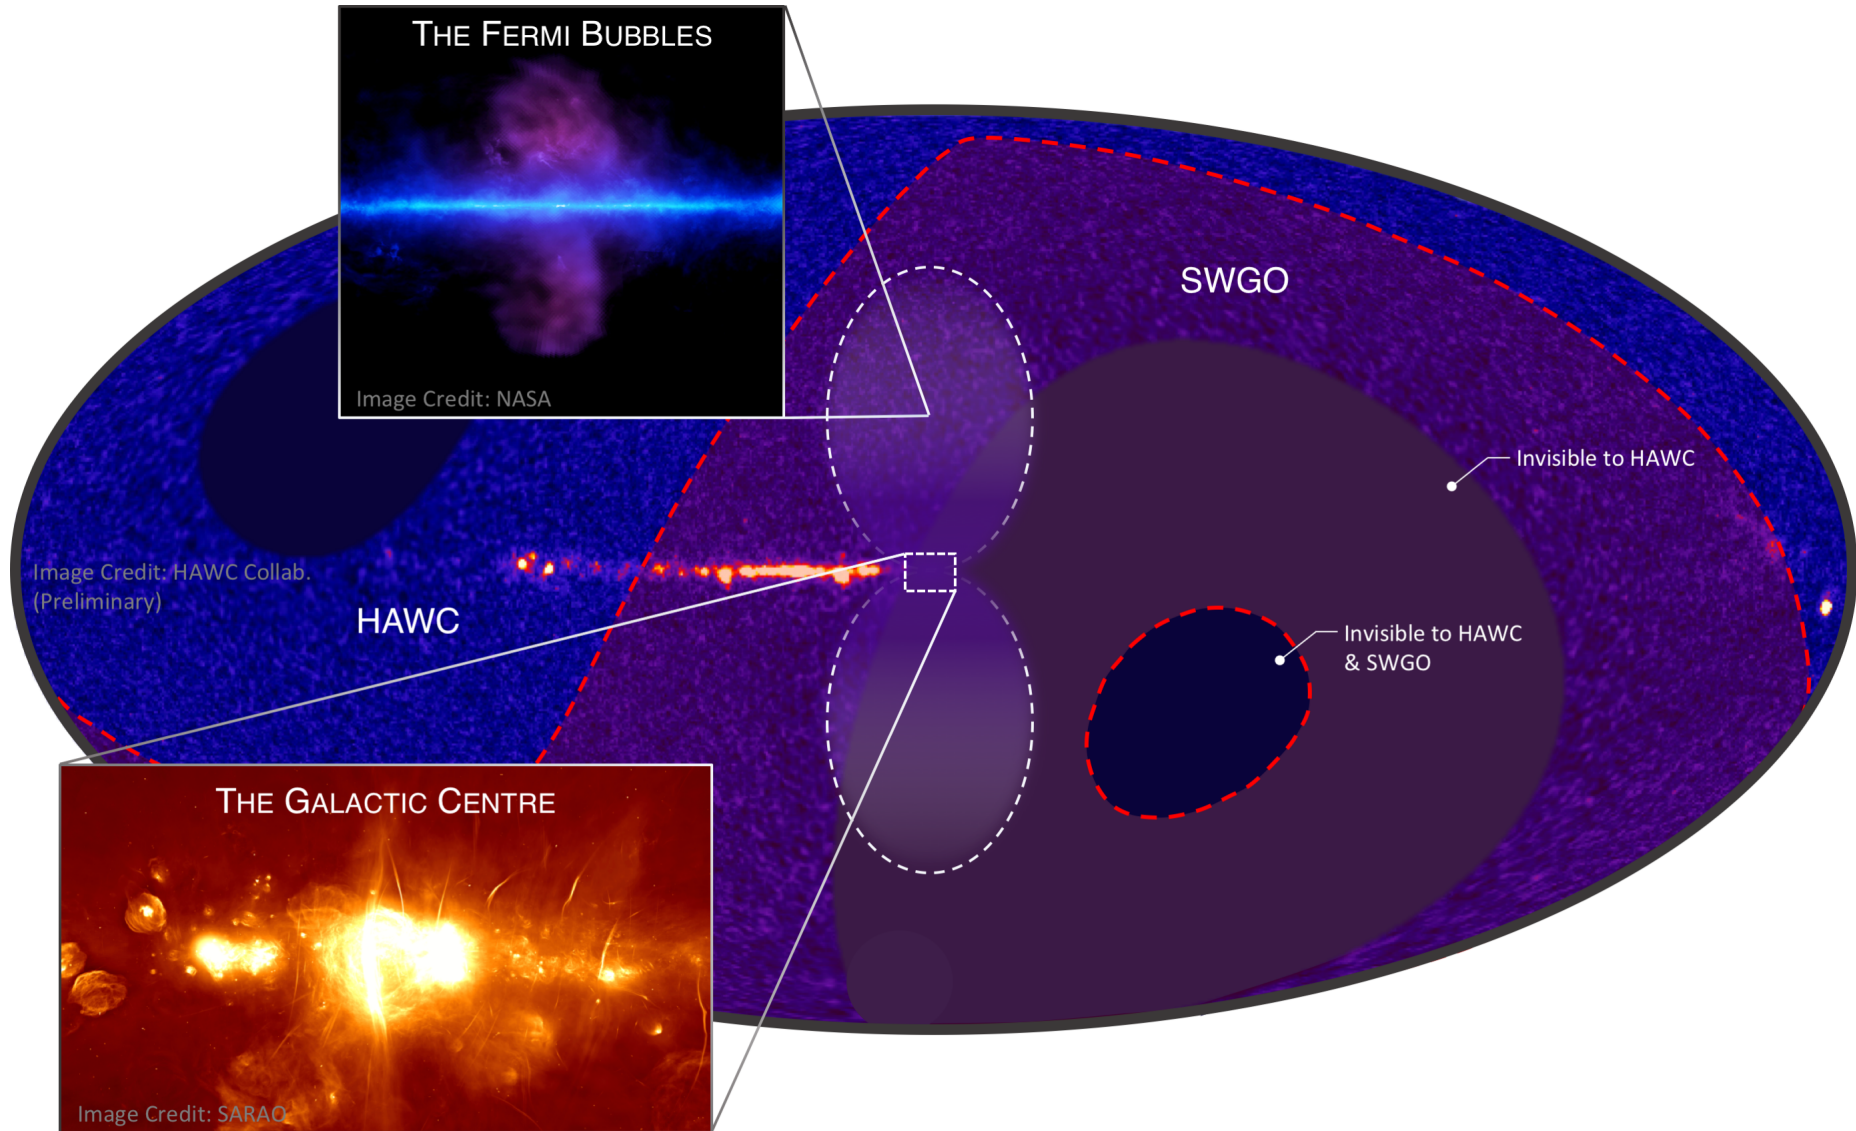 THE FERMI BUBBLES
Image Credit: NASA
SWGO
Invisible to HAWC
Image Credit: HAWC Collab.
(Preliminary)
HAWC
Invisible to HAWC
& SWGO
THE GALACTIC CENTRE
Image Credit: SARAO